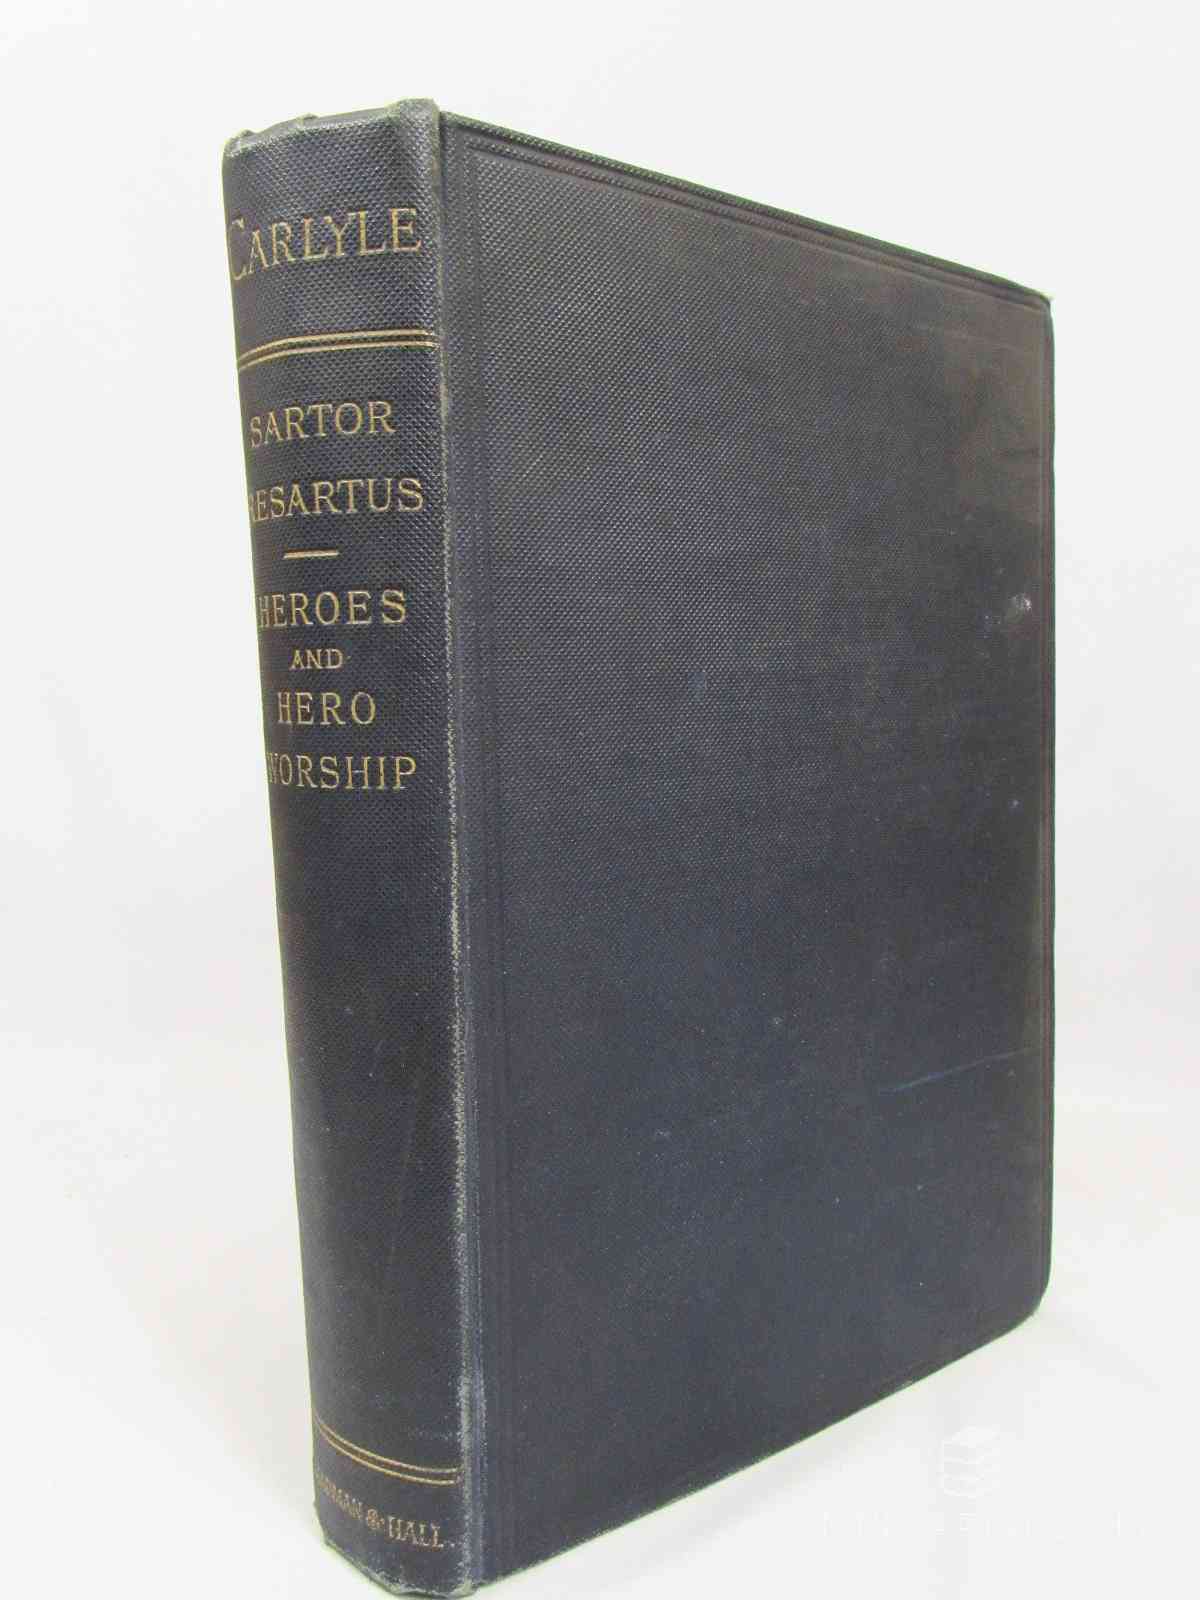 CARLYLE
SARTOR
RESARTUS
HEROES
AND
HERO
WORSHIP
& HALL